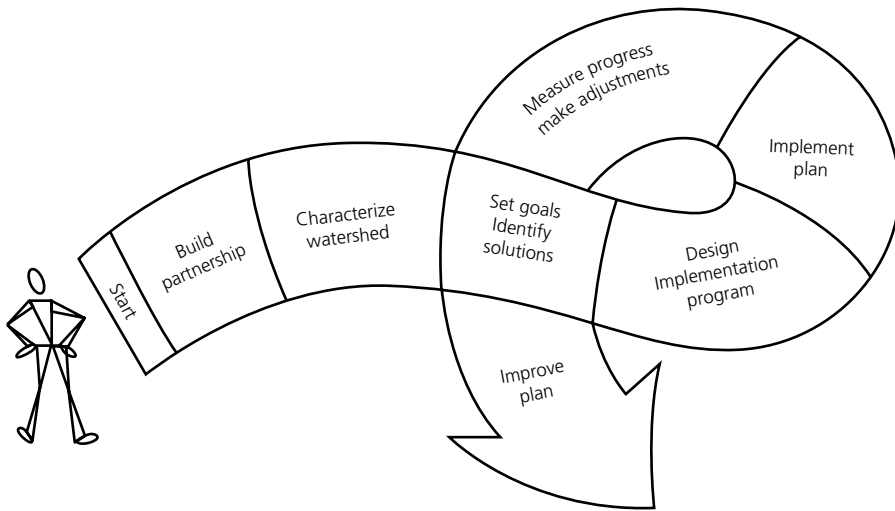 Start
Build
partnership
Characterize
watershed
Set goals
Identify
solutions
Design
Implementation
program
Implement
plan
Measure progress
make adjustments
Improve
plan